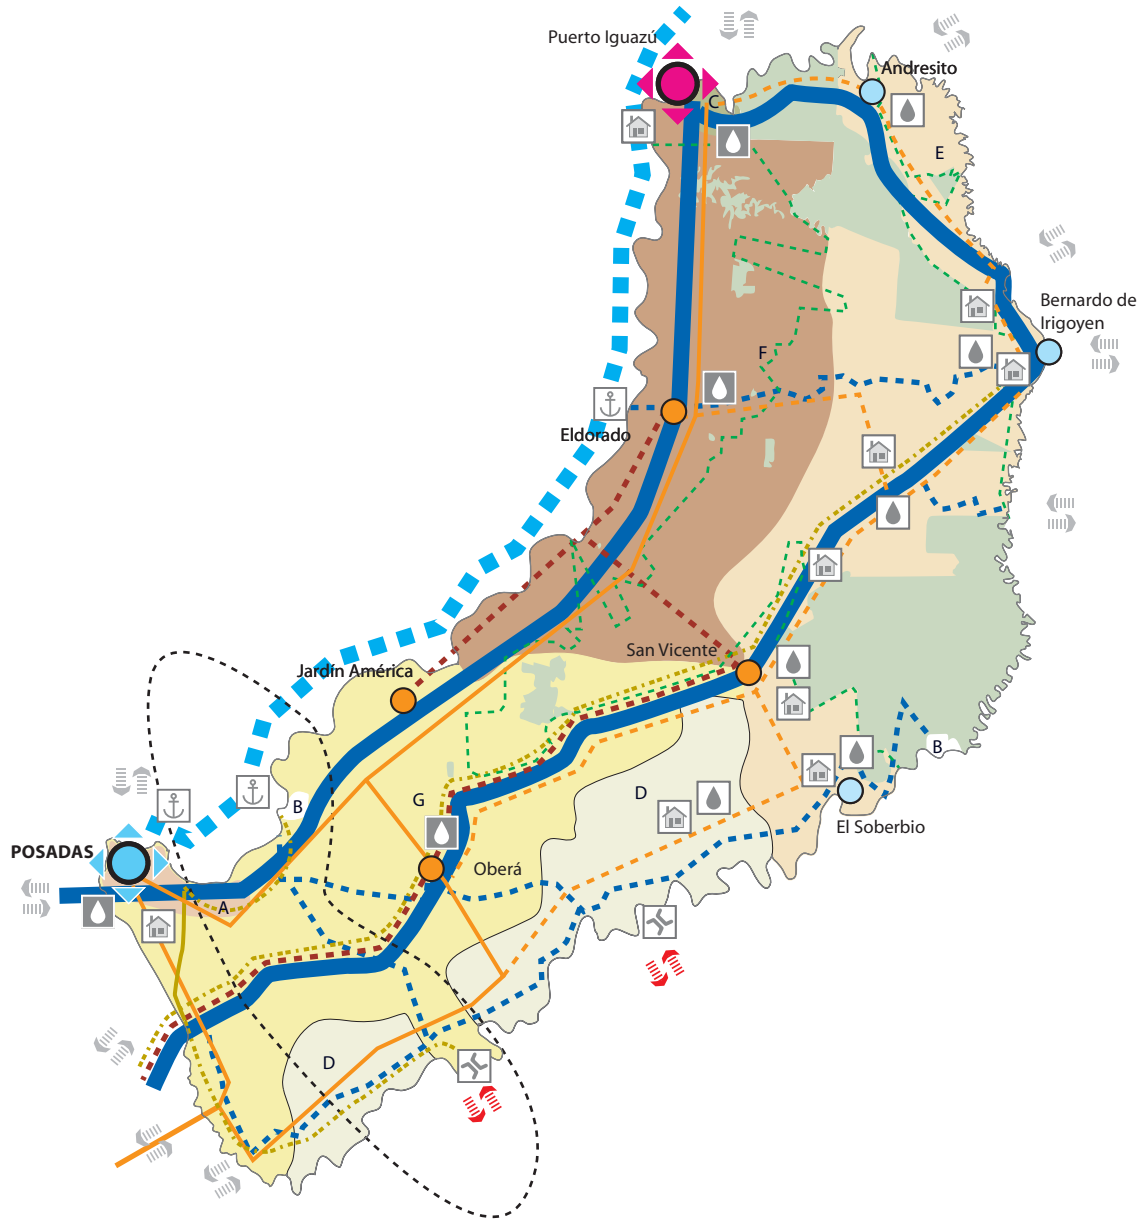 Puerto Iguazú
Andresito
C
E
Bernardo de
Irigoyen
F
Eldorado
San Vicente
Jardín América
B
B
D
G
El Soberbio
POSADAS
Oberá
A
D